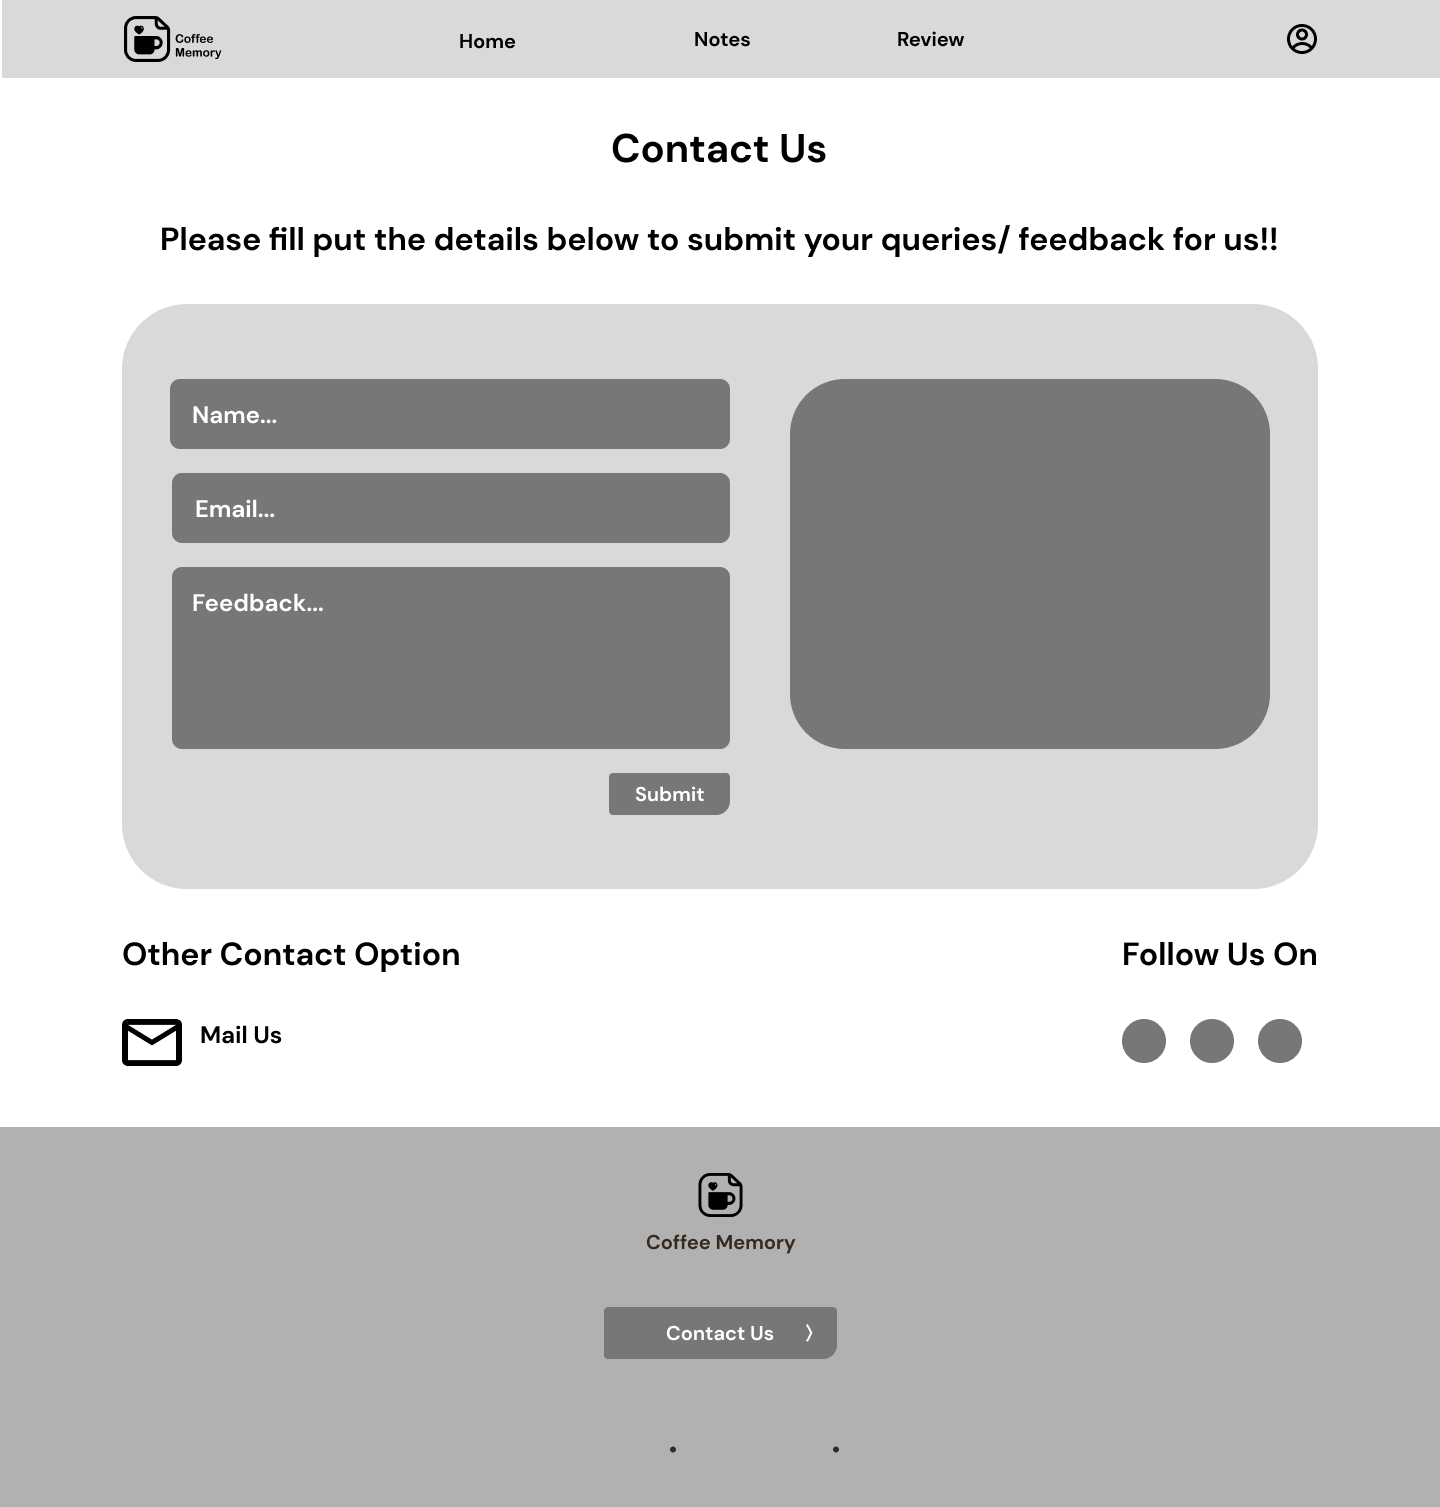 Coffee
Memory
Home
Notes
Review
Contact Us
Please fill put the details below to submit your queries/ feedback for us!!
Name...
Email...
Feedback...
Submit
Other Contact Option
Follow Us On
Mail Us
Coffee Memory
Contact Us